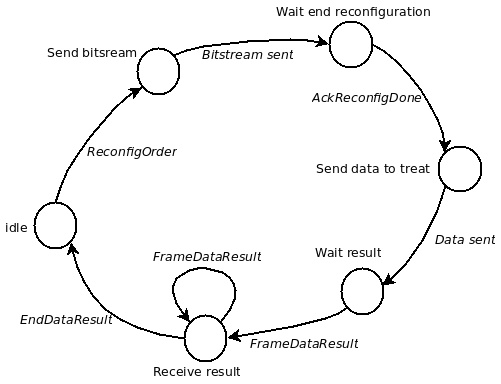 Wait end reconfiguration
Send bitsream
Bitstream sent
AckReconfigDone
ReconfigOrder
Send data to treat
idle
Data sent
Wait result
FrameDataResult
EndDataResult
FrameDataResult
Receive result